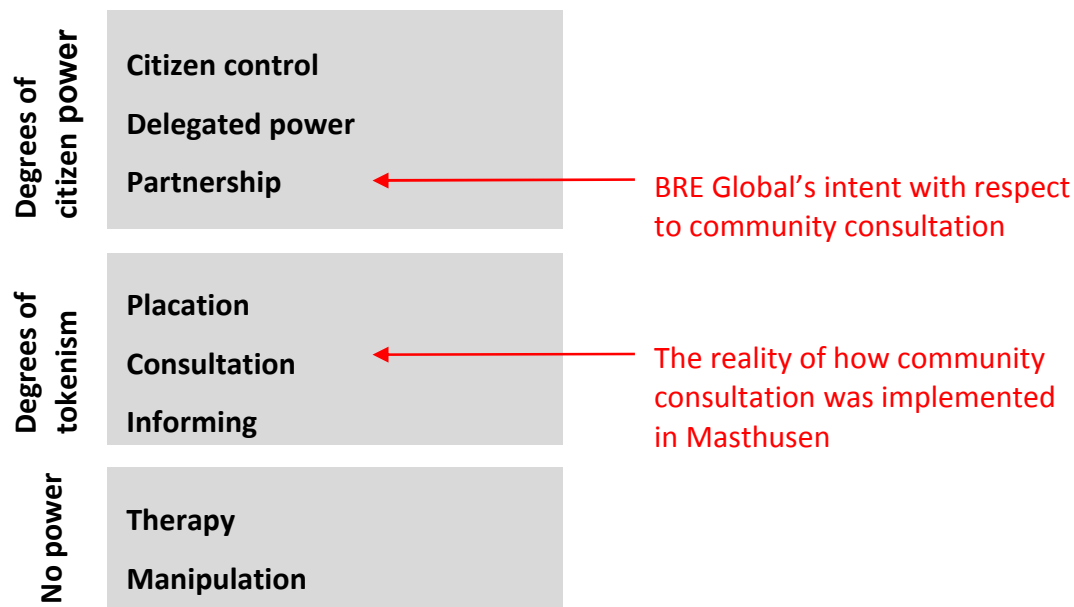 Degrees of
citizen power
Citizen control
Delegated power
Partnership
BRE Global’s intent with respect
to community consultation
Degrees of
tokenism
Placation
Consultation
Informing
The reality of how community
consultation was implemented
in Masthusen
No power
Therapy
Manipulation